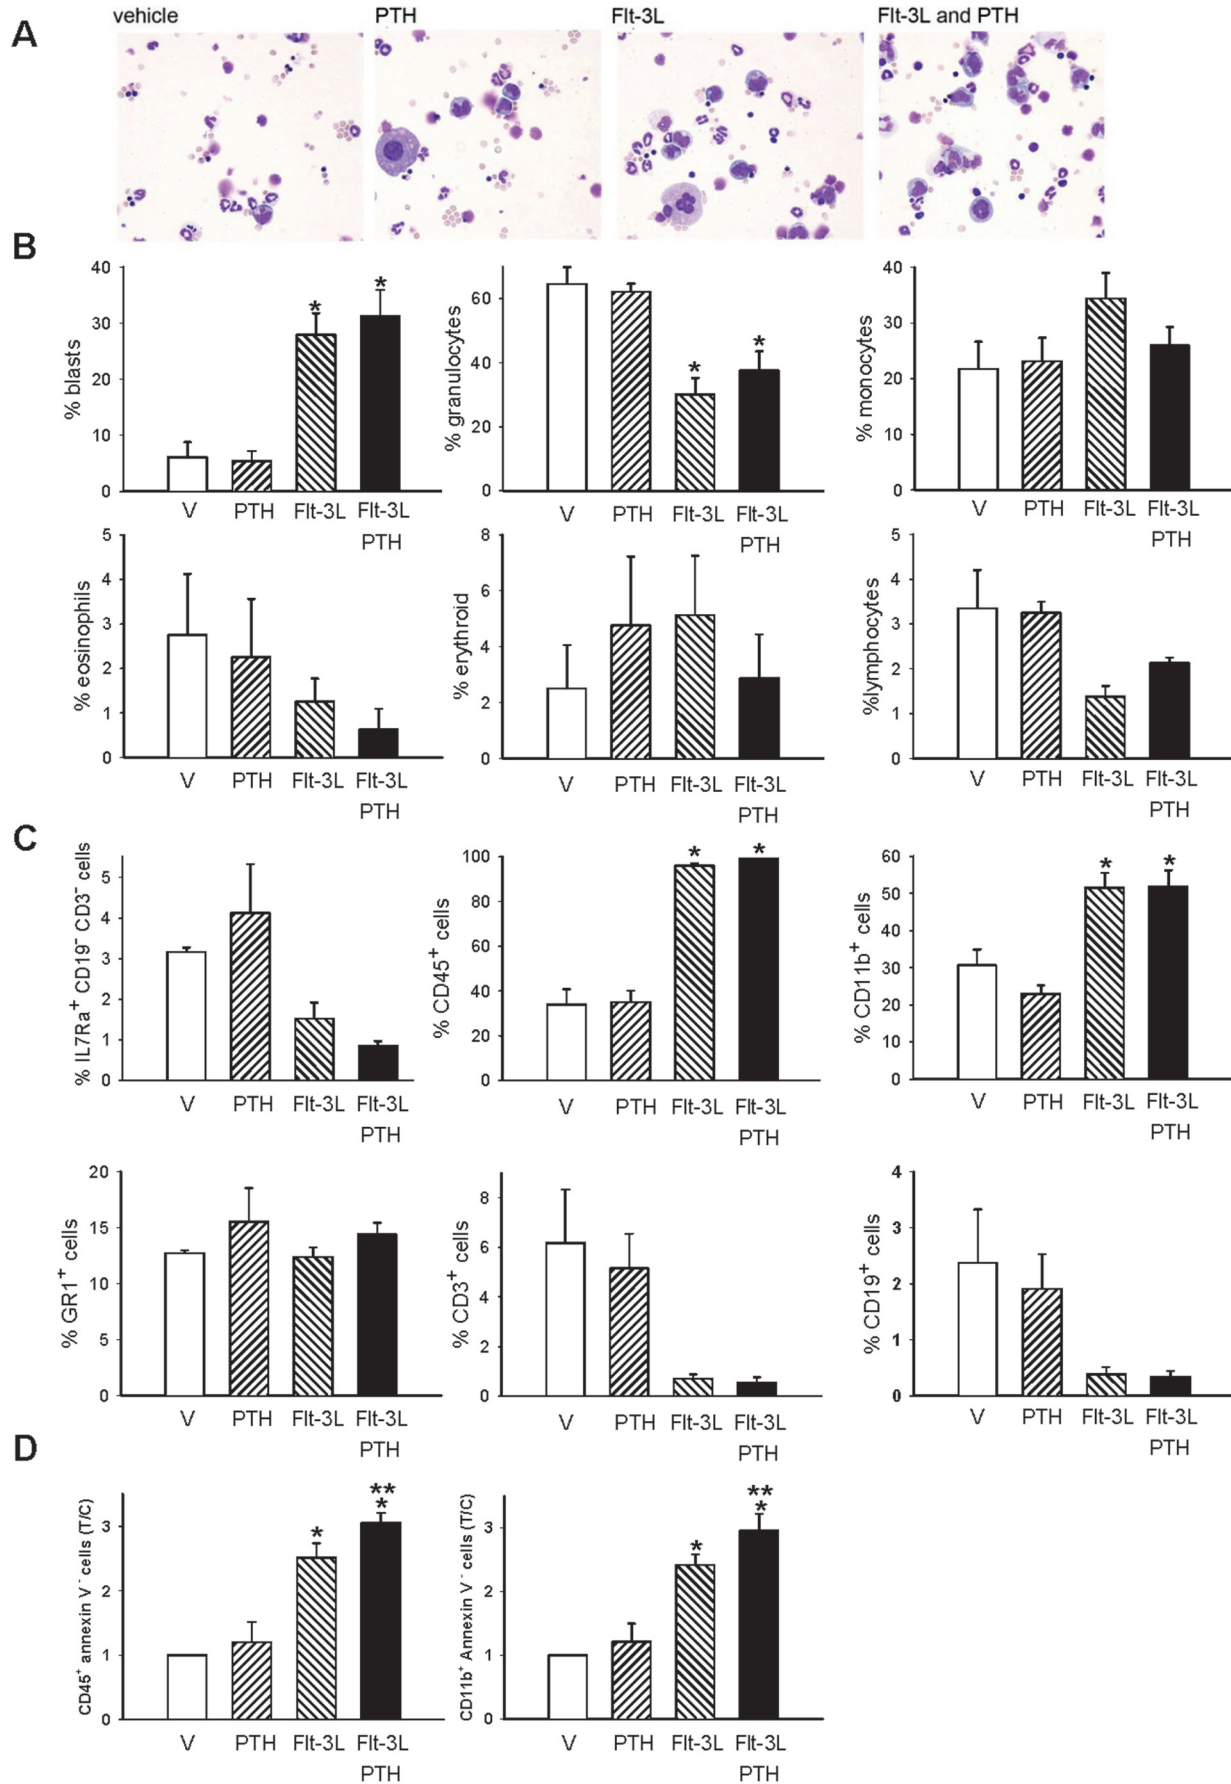 A
vehicle PTH Flt-3L Flt-3L and PTH
B
% blasts
40
30
20
10
0
V PTH Flt-3L Flt-3L
PTH
% granulocytes
60
40
20
0
V PTH Flt-3L Flt-3L
PTH
% monocytes
40
30
20
10
0
V PTH Flt-3L Flt-3L
PTH
* *
* *
% eosinophils
5
4
3
2
1
0
V PTH Flt-3L Flt-3L
PTH
% erythroid
8
6
4
2
0
V PTH Flt-3L Flt-3L
PTH
%lymphocytes
5
4
3
2
1
0
V PTH Flt-3L Flt-3L
PTH
C
% IL7Ra⁺ CD19⁻ CD3⁻ cells
5
4
3
2
1
0
V PTH Flt-3L Flt-3L
PTH
% CD45⁺ cells
100
80
60
40
20
0
* *
V PTH Flt-3L Flt-3L
PTH
% CD11b⁺ cells
60
50
40
30
20
10
0
* *
V PTH Flt-3L Flt-3L
PTH
% GR1⁺ cells
20
15
10
5
0
V PTH Flt-3L Flt-3L
PTH
% CD3⁺ cells
8
6
4
2
0
V PTH Flt-3L Flt-3L
PTH
% CD19⁺ cells
4
3
2
1
0
V PTH Flt-3L Flt-3L
PTH
D
CD45⁺ annexin V⁻ cells (T/C)
3
2
1
0
**
* *
V PTH Flt-3L Flt-3L
PTH
CD11b⁺ Annexin V⁻ cells (T/C)
3
2
1
0
**
* *
V PTH Flt-3L Flt-3L
PTH